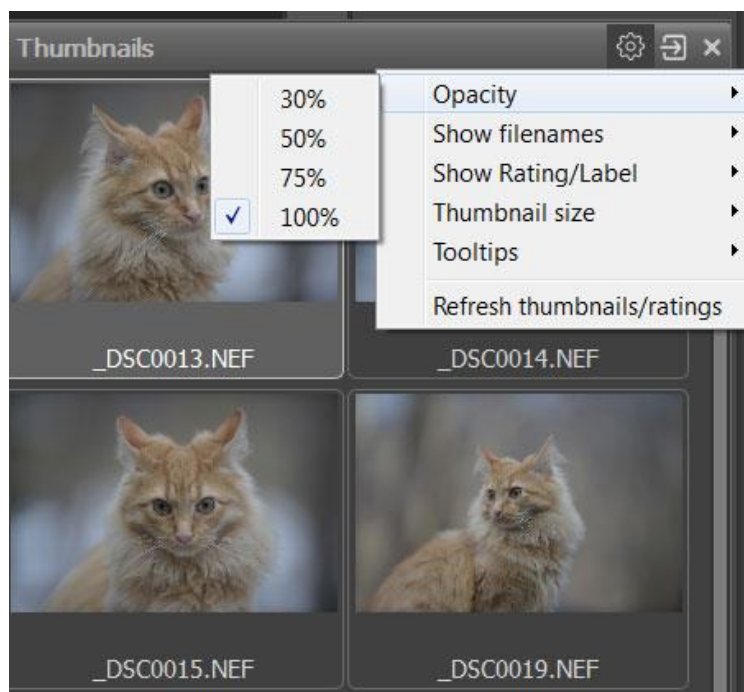 Thumbnails
30%
50%
75%
100%
Opacity
Show filenames
Show Rating/Label
Thumbnail size
Tooltips
Refresh thumbnails/ratings
_DSC0013.NEF
_DSC0014.NEF
_DSC0015.NEF
_DSC0019.NEF